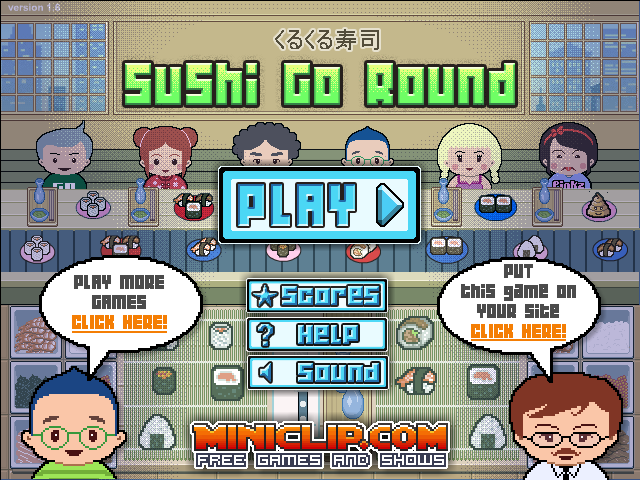 version 1.8
くるくる寿司
Sushi Go Round
PLAY
Scores
Help
Sound
PLAY MORE
GAMES
CLICK HERE!
PUT
this game on
YOUR SITE
CLICK HERE!
MINICLIP.COM
FREE GAMES AND SHOWS